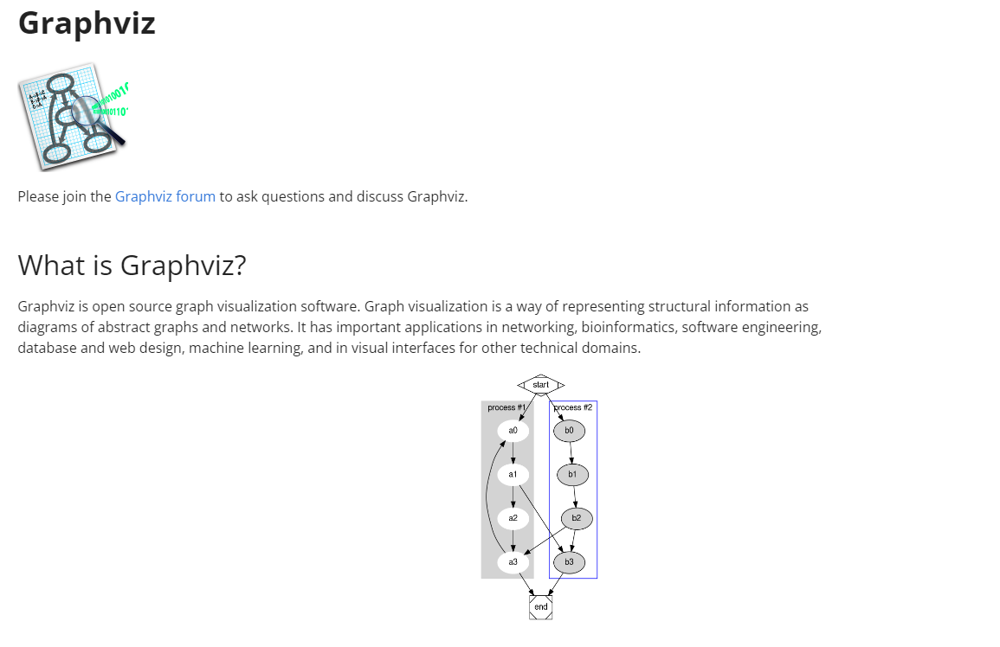 Graphviz
Please join the Graphviz forum to ask questions and discuss Graphviz.
What is Graphviz?
Graphviz is open source graph visualization software. Graph visualization is a way of representing structural information as
diagrams of abstract graphs and networks. It has important applications in networking, bioinformatics, software engineering,
database and web design, machine learning, and in visual interfaces for other technical domains.
start
process #1 process #2
a0 b0
a1 b1
a2 b2
a3 b3
end